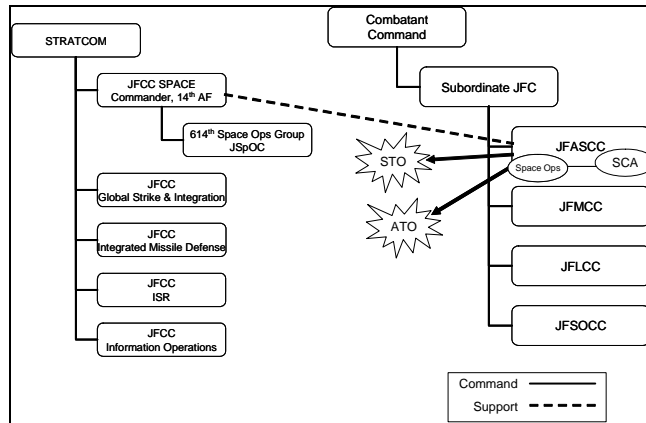 STRATCOM
JFCC SPACE
Commander, 14th AF
614th Space Ops Group
JSpOC
JFCC
Global Strike & Integration
JFCC
Integrated Missile Defense
JFCC
ISR
JFCC
Information Operations
Combatant
Command
Subordinate JFC
JFASCC
Space Ops
SCA
STO
ATO
JFMCC
JFLCC
JFSOCC
Command
Support